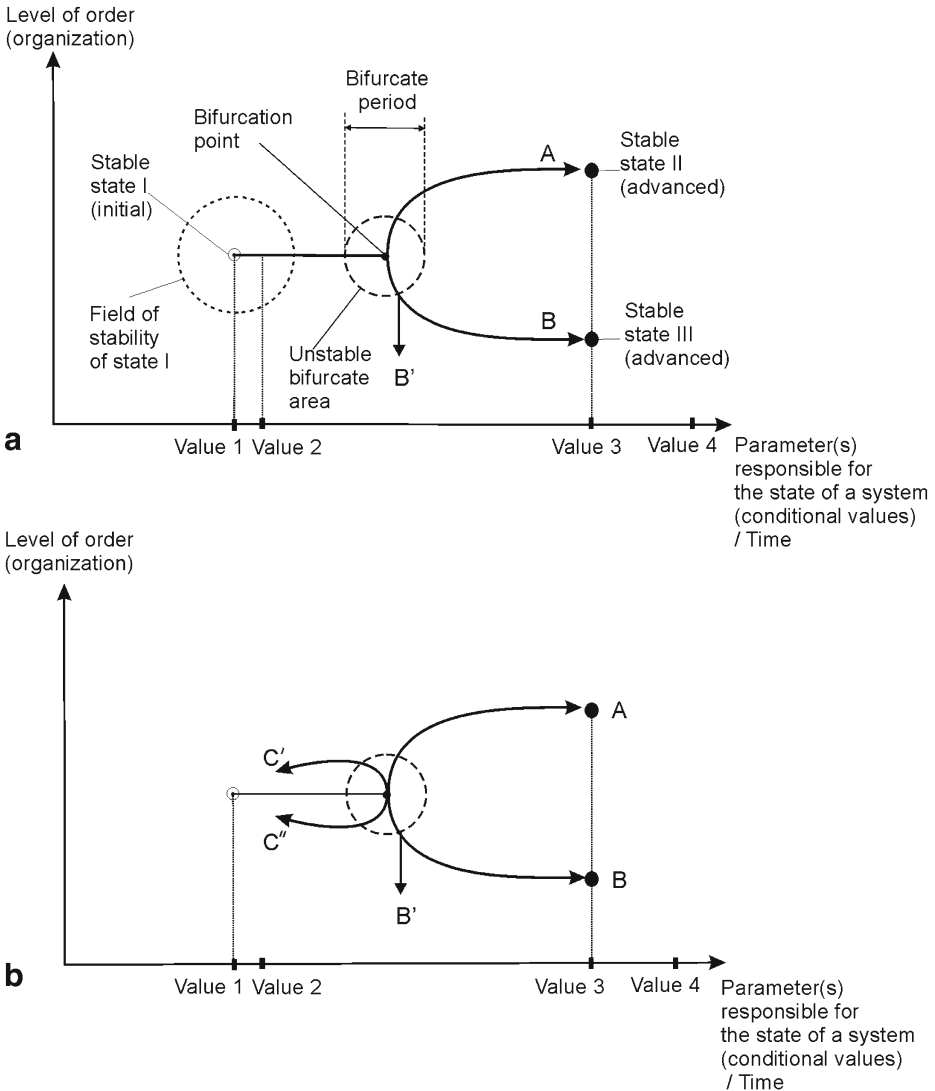 Level of order
(organization)
Bifurcate
period
Bifurcation
point
Stable
state I
(initial)
A
Stable
state II
(advanced)
Field of
stability
of state I
Unstable
bifurcate
area
B’
B
Stable
state III
(advanced)
a
Value 1
Value 2
Value 3
Value 4
Parameter(s)
responsible for
the state of a system
(conditional values)
/ Time
Level of order
(organization)
C′
C″
A
B
B’
b
Value 1
Value 2
Value 3
Value 4
Parameter(s)
responsible for
the state of a system
(conditional values)
/ Time